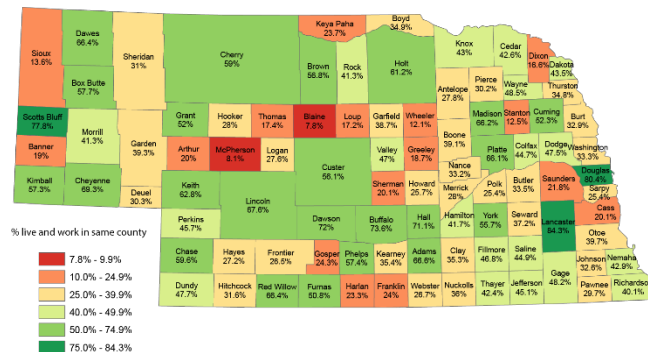 Sioux
13.6%
Dawes
66.4%
Box Butte
57.7%
Sheridan
31%
Scotts Bluff
77.8%
Banner
19%
Kimball
57.3%
Morrill
41.3%
Cheyenne
69.3%
Garden
39.3%
Deuel
30.3%
Cherry
59%
Keya Paha
23.7%
Boyd
34.9%
Brown
56.8%
Rock
41.3%
Holt
61.2%
Knox
43%
Cedar
42.6%
Dixon
16.6%
Dakota
43.5%
Antelope
27.8%
Pierce
30.2%
Wayne
48.5%
Thurston
34.8%
Grant
52%
Hooker
28%
Thomas
17.4%
Blaine
7.8%
Loup
17.2%
Garfield
38.7%
Wheeler
12.1%
Madison
66.2%
Stanton
12.5%
Cuming
52.3%
Burt
32.9%
Arthur
20%
McPherson
8.1%
Logan
27.6%
Custer
56.1%
Valley
47%
Greeley
18.7%
Boone
39.1%
Platte
66.1%
Colfax
44.7%
Dodge
47.5%
Washington
33.3%
Nance
33.2%
Keith
62.8%
Perkins
45.7%
Lincoln
67.6%
Sherman
20.1%
Howard
25.7%
Merrick
28%
Polk
25.4%
Butler
33.5%
Saunders
21.8%
Douglas
80.4%
Sarpy
25.4%
Cass
20.1%
Dawson
72%
Buffalo
73.6%
Hall
71.1%
Hamilton
41.7%
York
55.7%
Seward
37.2%
Lancaster
84.3%
Otoe
39.7%
Chase
59.6%
Hayes
27.2%
Frontier
26.5%
Gosper
24.3%
Phelps
57.4%
Kearney
35.4%
Adams
66.6%
Clay
35.3%
Fillmore
46.8%
Saline
44.9%
Johnson
32.6%
Nemaha
42.9%
Dundy
47.7%
Hitchcock
31.6%
Red Willow
66.4%
Furnas
50.8%
Harlan
23.3%
Franklin
24%
Webster
26.7%
Nuckolls
36%
Thayer
42.4%
Jefferson
45.1%
Gage
48.2%
Pawnee
29.7%
Richardson
40.1%
% live and work in same county
7.8% - 9.9%
10.0% - 24.9%
25.0% - 39.9%
40.0% - 49.9%
50.0% - 74.9%
75.0% - 84.3%